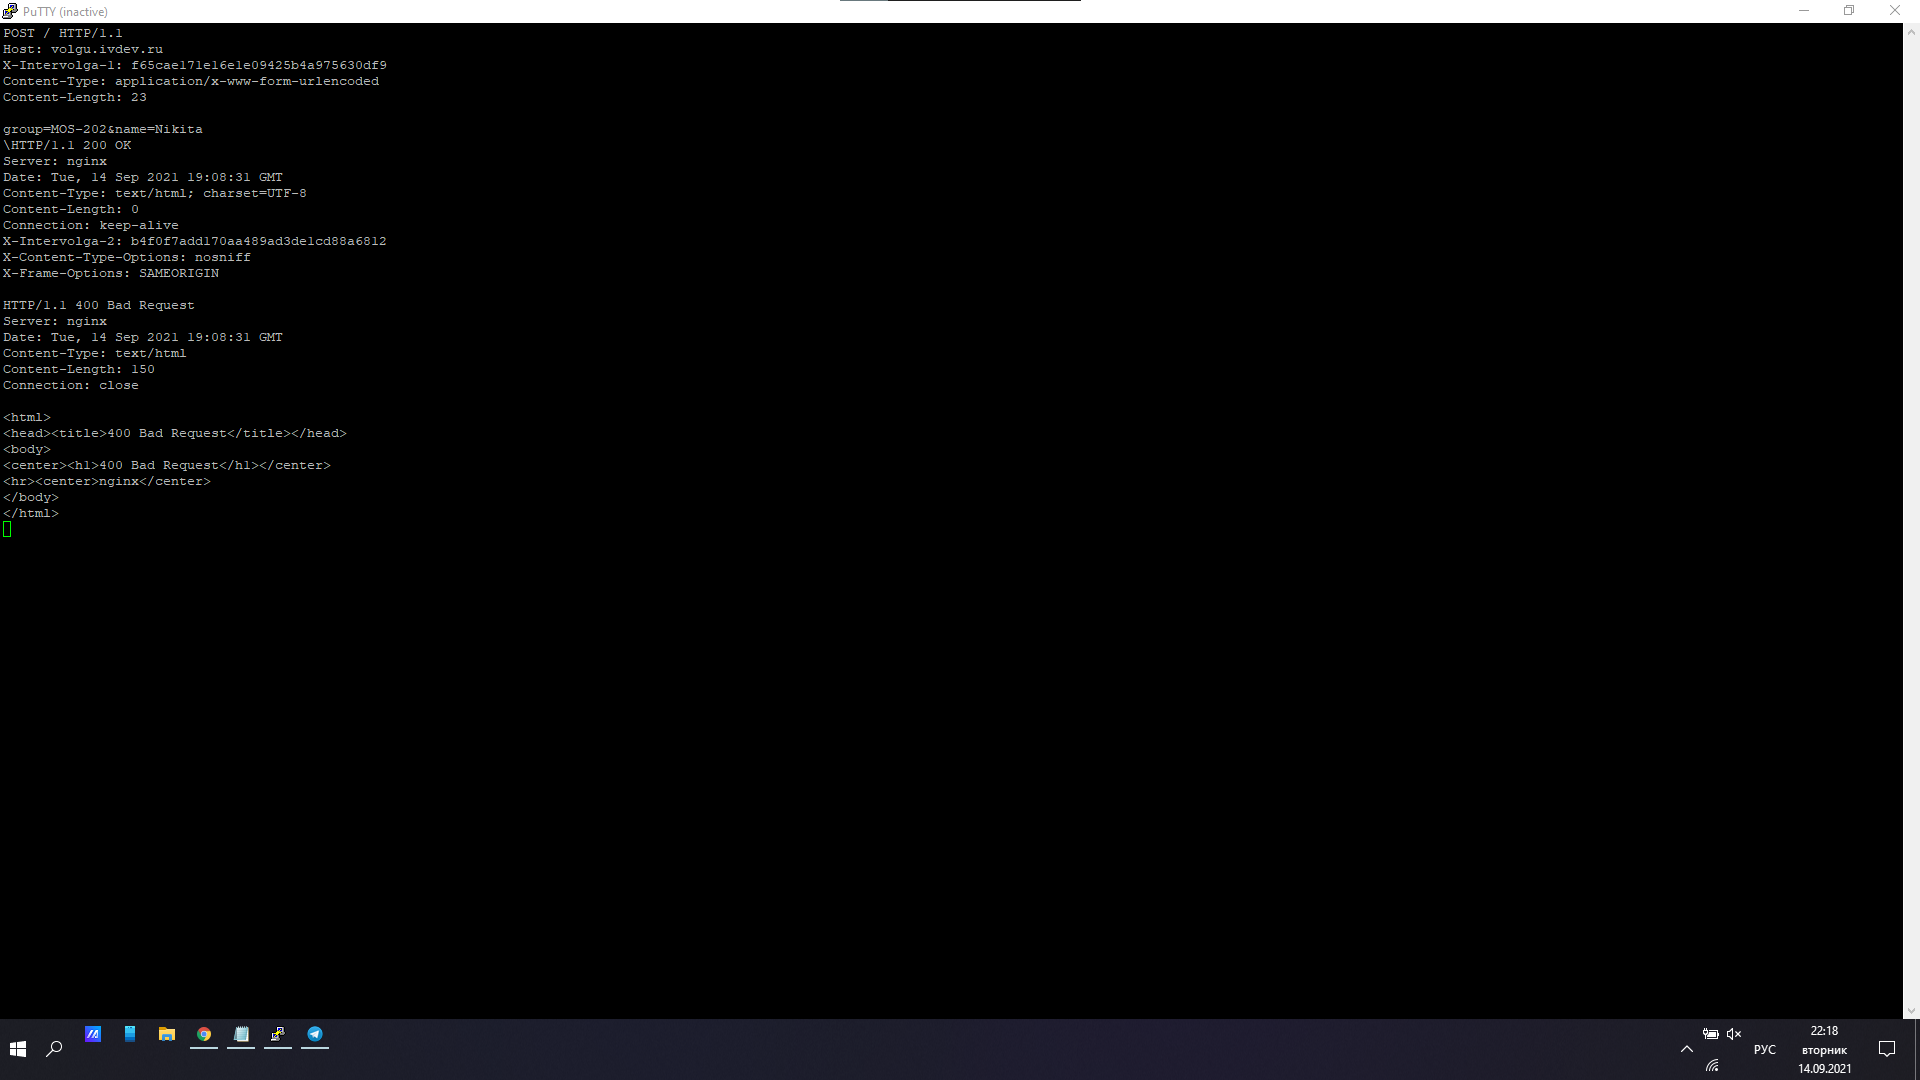 PuTTY (inactive)
POST / HTTP/1.1
Host: volgu.ivdev.ru
X-Intervolga-1: f65cae171e16e1e09425b4a975630df9
Content-Type: application/x-www-form-urlencoded
Content-Length: 23

group=MOS-202&name=Nikita
\HTTP/1.1 200 OK
Server: nginx
Date: Tue, 14 Sep 2021 19:08:31 GMT
Content-Type: text/html; charset=UTF-8
Content-Length: 0
Connection: keep-alive
X-Intervolga-2: b4f0f7add170aa489ad3de1cd88a6812
X-Content-Type-Options: nosniff
X-Frame-Options: SAMEORIGIN

HTTP/1.1 400 Bad Request
Server: nginx
Date: Tue, 14 Sep 2021 19:08:31 GMT
Content-Type: text/html
Content-Length: 150
Connection: close

<html>
<head><title>400 Bad Request</title></head>
<body>
<center><h1>400 Bad Request</h1></center>
<hr><center>nginx</center>
</body>
</html>
РУС
22:18
вторник
14.09.2021